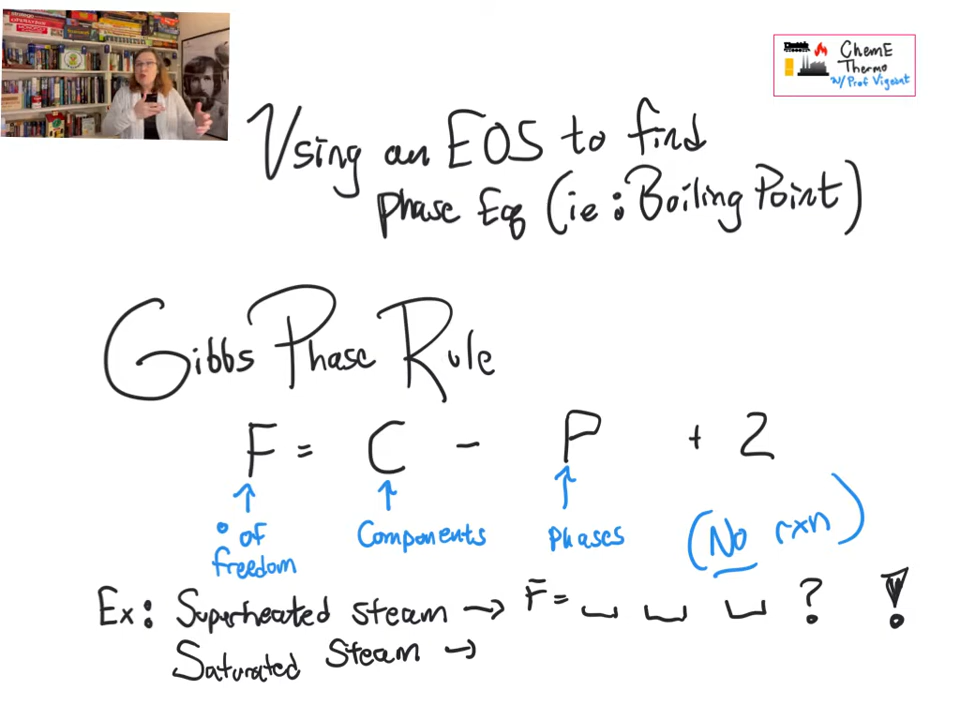 ChemE
Thermo
w/ Prof Vigeant
Using an EOS to find
phase Eq (ie: Boiling Point)
Gibbs Phase Rule
F = C - P + 2
° of freedom
Components
Phases
(No rxn)
Ex: Superheated steam → F = _ _ _ ? !
Saturated Steam →